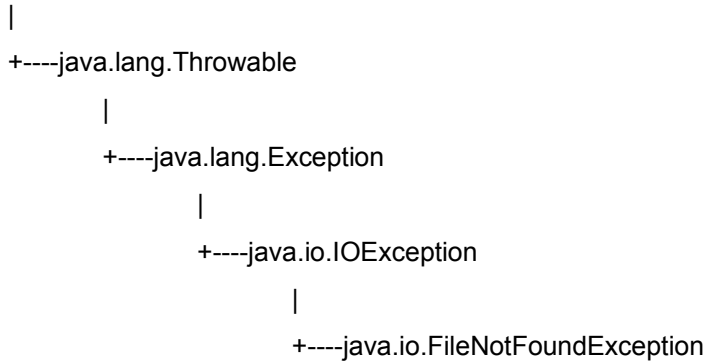 |
+----java.lang.Throwable
|
+----java.lang.Exception
|
+----java.io.IOException
|
+----java.io.FileNotFoundException